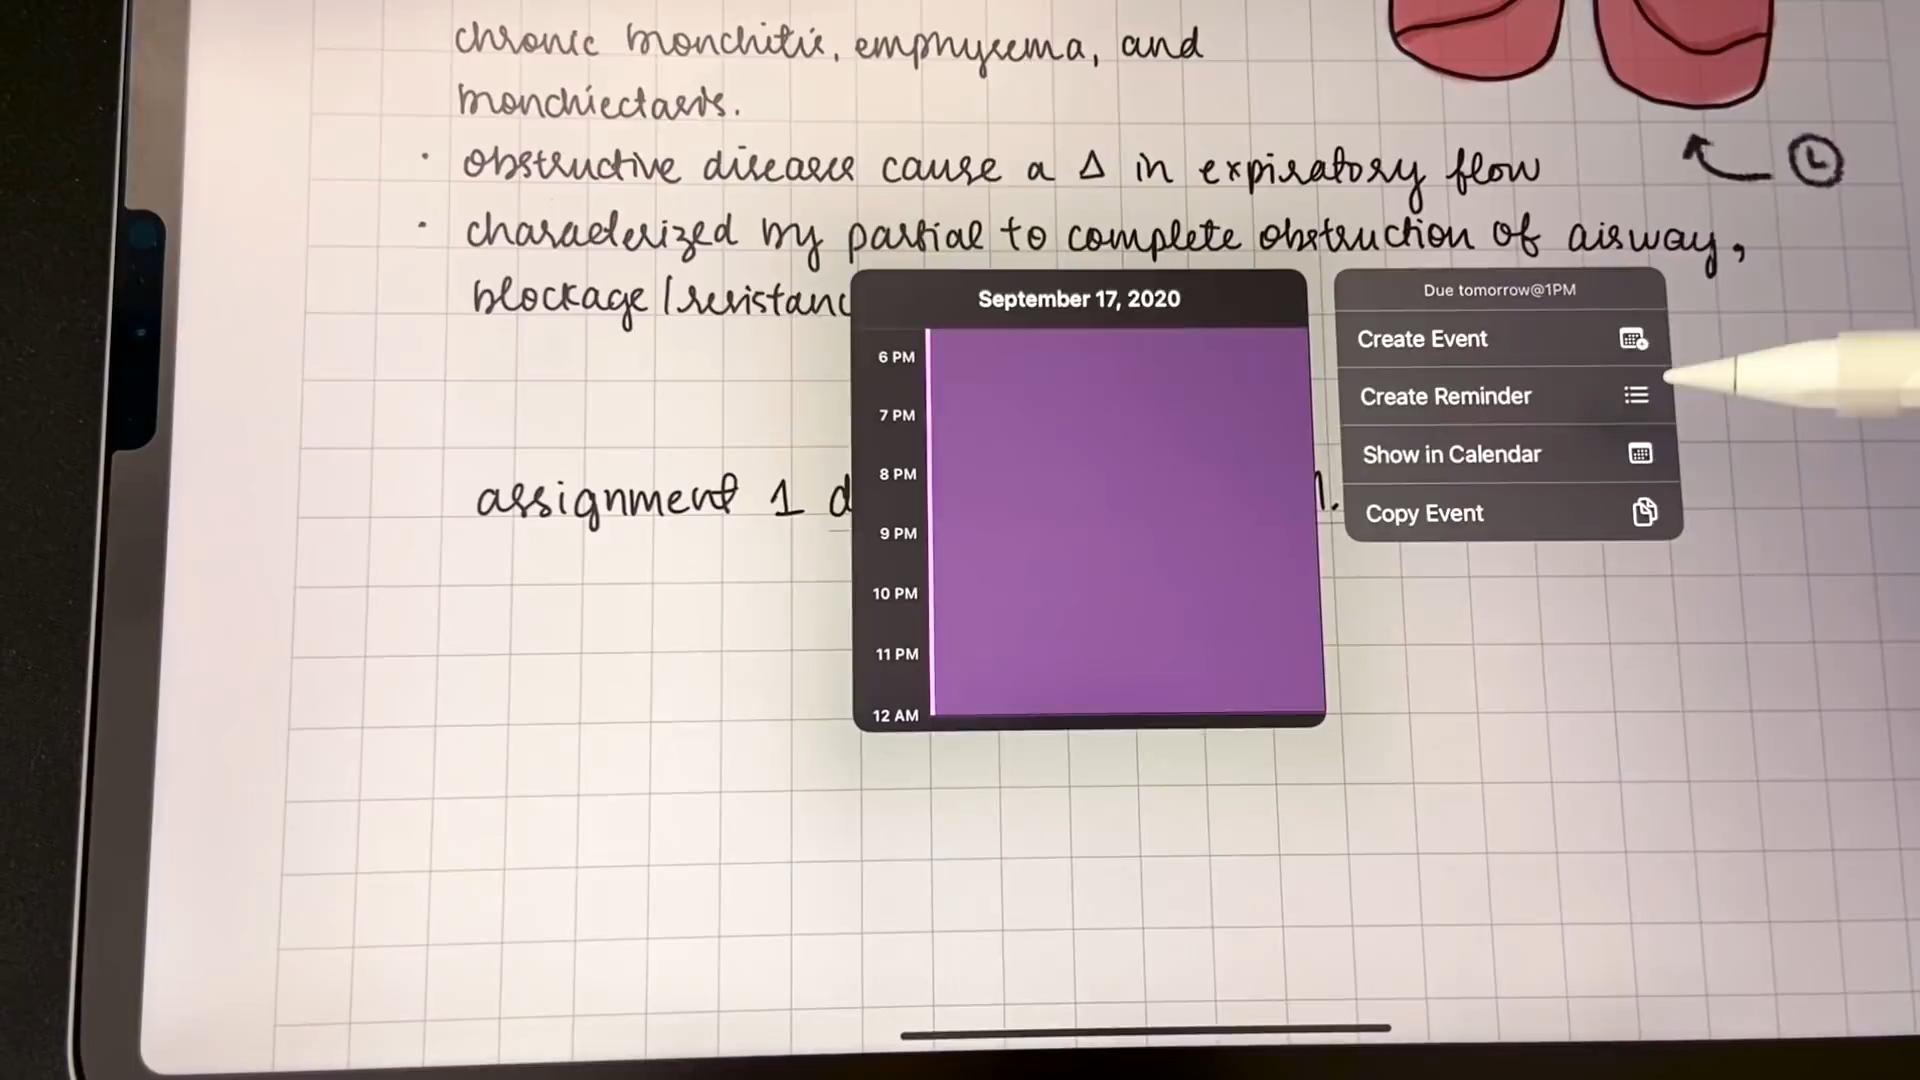 chronic bronchitis, emphysema, and
bronchiectasis.
· obstructive diseases cause a Δ in expiratory flow
· characterized by partial to complete obstruction of airway,
blockage/resistanc
September 17, 2020
6 PM
7 PM
8 PM
9 PM
10 PM
11 PM
12 AM
Due tomorrow@1PM
Create Event
Create Reminder
Show in Calendar
Copy Event
assignment 1 d
L